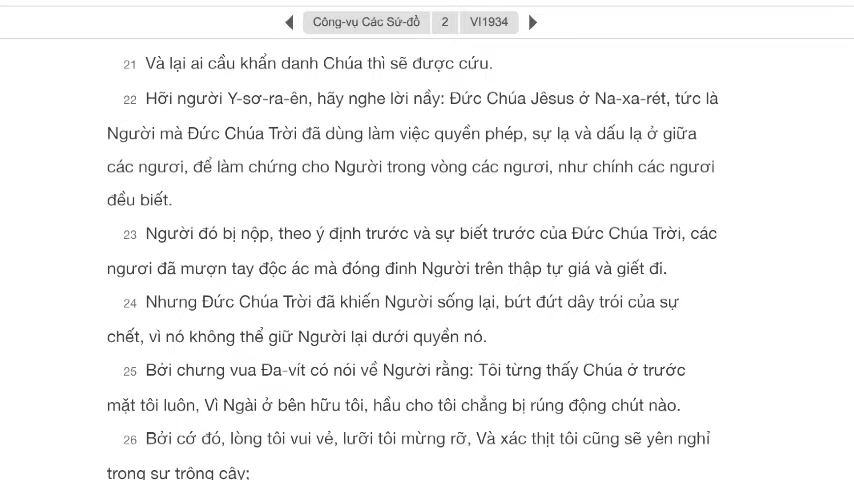 Công-vụ Các Sứ-đồ 2 VI1934
21 Và lại ai cầu khẩn danh Chúa thì sẽ được cứu.
22 Hỡi người Y-sơ-ra-ên, hãy nghe lời nầy: Đức Chúa Jêsus ở Na-xa-rét, tức là
Người mà Đức Chúa Trời đã dùng làm việc quyền phép, sự lạ và dấu lạ ở giữa
các ngươi, để làm chứng cho Người trong vòng các ngươi, như chính các ngươi
đều biết.
23 Người đó bị nộp, theo ý định trước và sự biết trước của Đức Chúa Trời, các
ngươi đã mượn tay độc ác mà đóng đinh Người trên thập tự giá và giết đi.
24 Nhưng Đức Chúa Trời đã khiến Người sống lại, bứt đứt dây trói của sự
chết, vì nó không thể giữ Người lại dưới quyền nó.
25 Bởi chưng vua Đa-vít có nói về Người rằng: Tôi từng thấy Chúa ở trước
mặt tôi luôn, Vì Ngài ở bên hữu tôi, hầu cho tôi chẳng bị rúng động chút nào.
26 Bởi cớ đó, lòng tôi vui vẻ, lưỡi tôi mừng rỡ, Và xác thịt tôi cũng sẽ yên nghỉ
trong sự trông cậy;